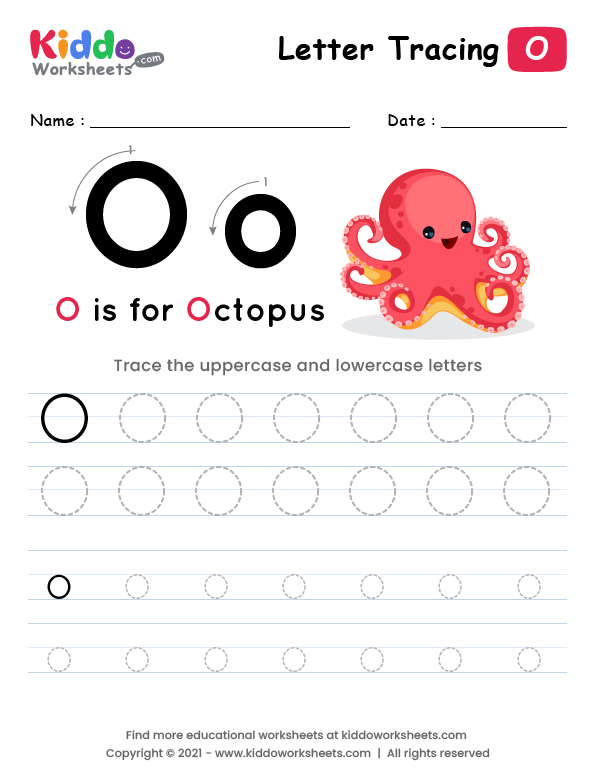 Kiddo
Worksheets.com
Letter Tracing O
Name : Date :
1 1
O o
O is for Octopus
Trace the uppercase and lowercase letters
O O O O O O O
O O O O O O O
o o o o o o o
o o o o o o o
Find more educational worksheets at kiddoworksheets.com
Copyright © 2021 - www.kiddoworksheets.com | All rights reserved